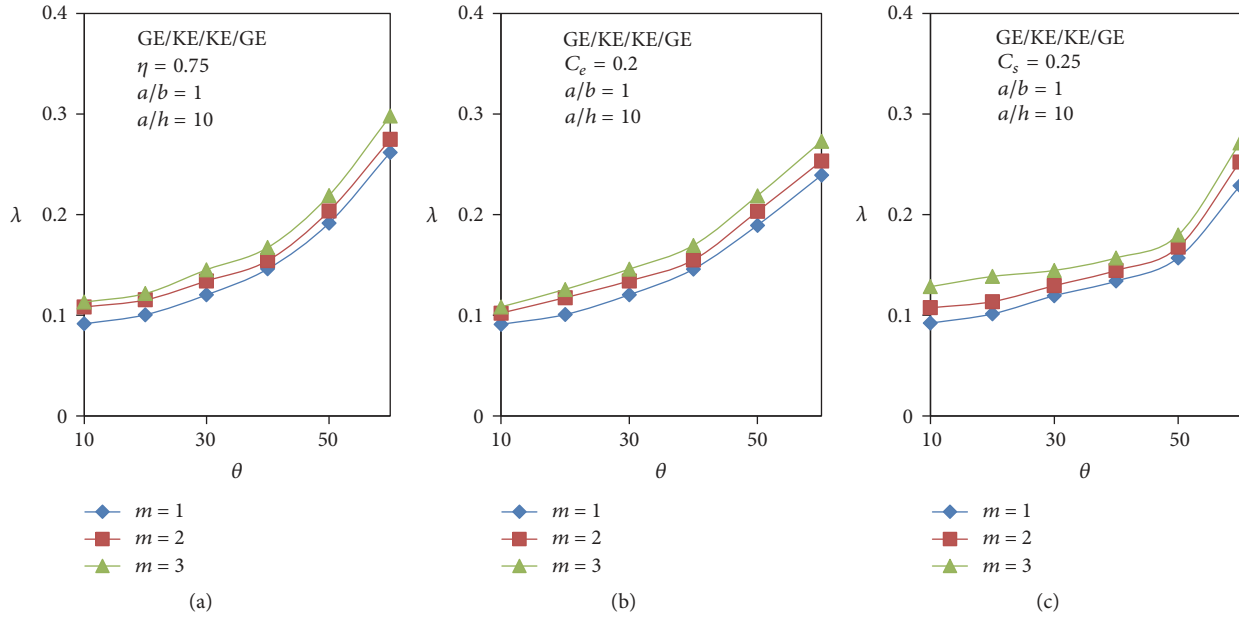 0.4
0.3
0.2
0.1
0
λ
GE/KE/KE/GE
η = 0.75
a/b = 1
a/h = 10
10
30
50
θ
m = 1
m = 2
m = 3
(a)
0.4
0.3
0.2
0.1
0
λ
GE/KE/KE/GE
C_e = 0.2
a/b = 1
a/h = 10
10
30
50
θ
m = 1
m = 2
m = 3
(b)
0.4
0.3
0.2
0.1
0
λ
GE/KE/KE/GE
C_s = 0.25
a/b = 1
a/h = 10
10
30
50
θ
m = 1
m = 2
m = 3
(c)